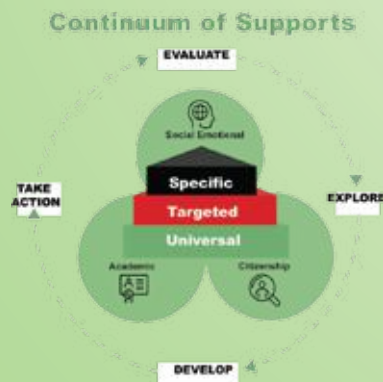 Continuum of Supports
EVALUATE
Social Emotional
Specific
TAKE
ACTION
Targeted
EXPLORE
Universal
Academic
Citizenship
DEVELOP